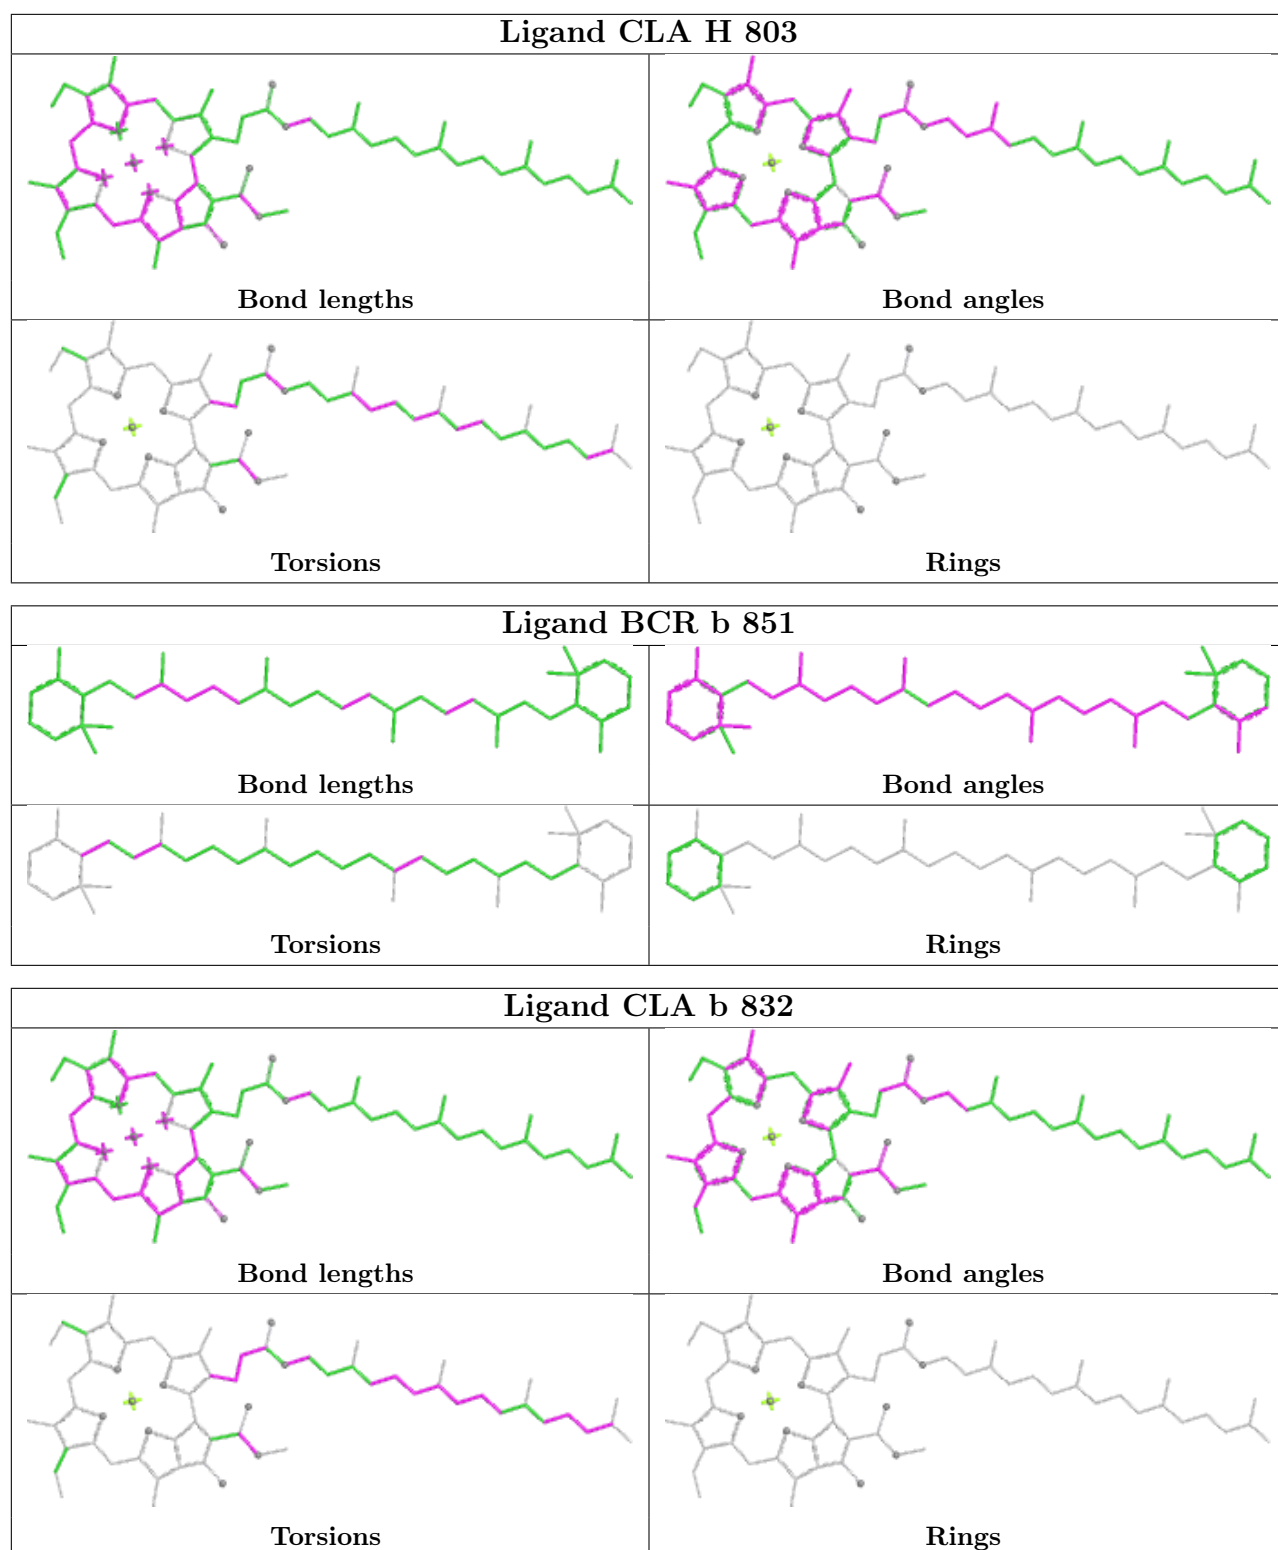 Ligand CLA H 803
Bond lengths
Bond angles
Torsions
Rings
Ligand BCR b 851
Bond lengths
Bond angles
Torsions
Rings
Ligand CLA b 832
Bond lengths
Bond angles
Torsions
Rings